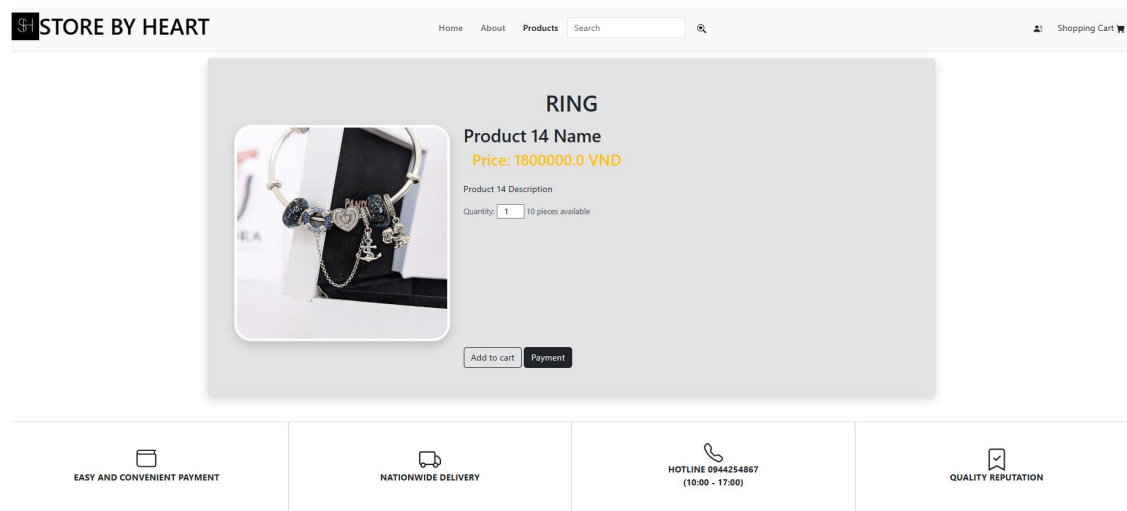 SH STORE BY HEART
Home About Products Search
Shopping Cart
RING
Product 14 Name
Price: 1800000.0 VND
Product 14 Description
Quantity: 1 10 pieces available
Add to cart Payment
EASY AND CONVENIENT PAYMENT
NATIONWIDE DELIVERY
HOTLINE 0944254867
(10:00 - 17:00)
QUALITY REPUTATION